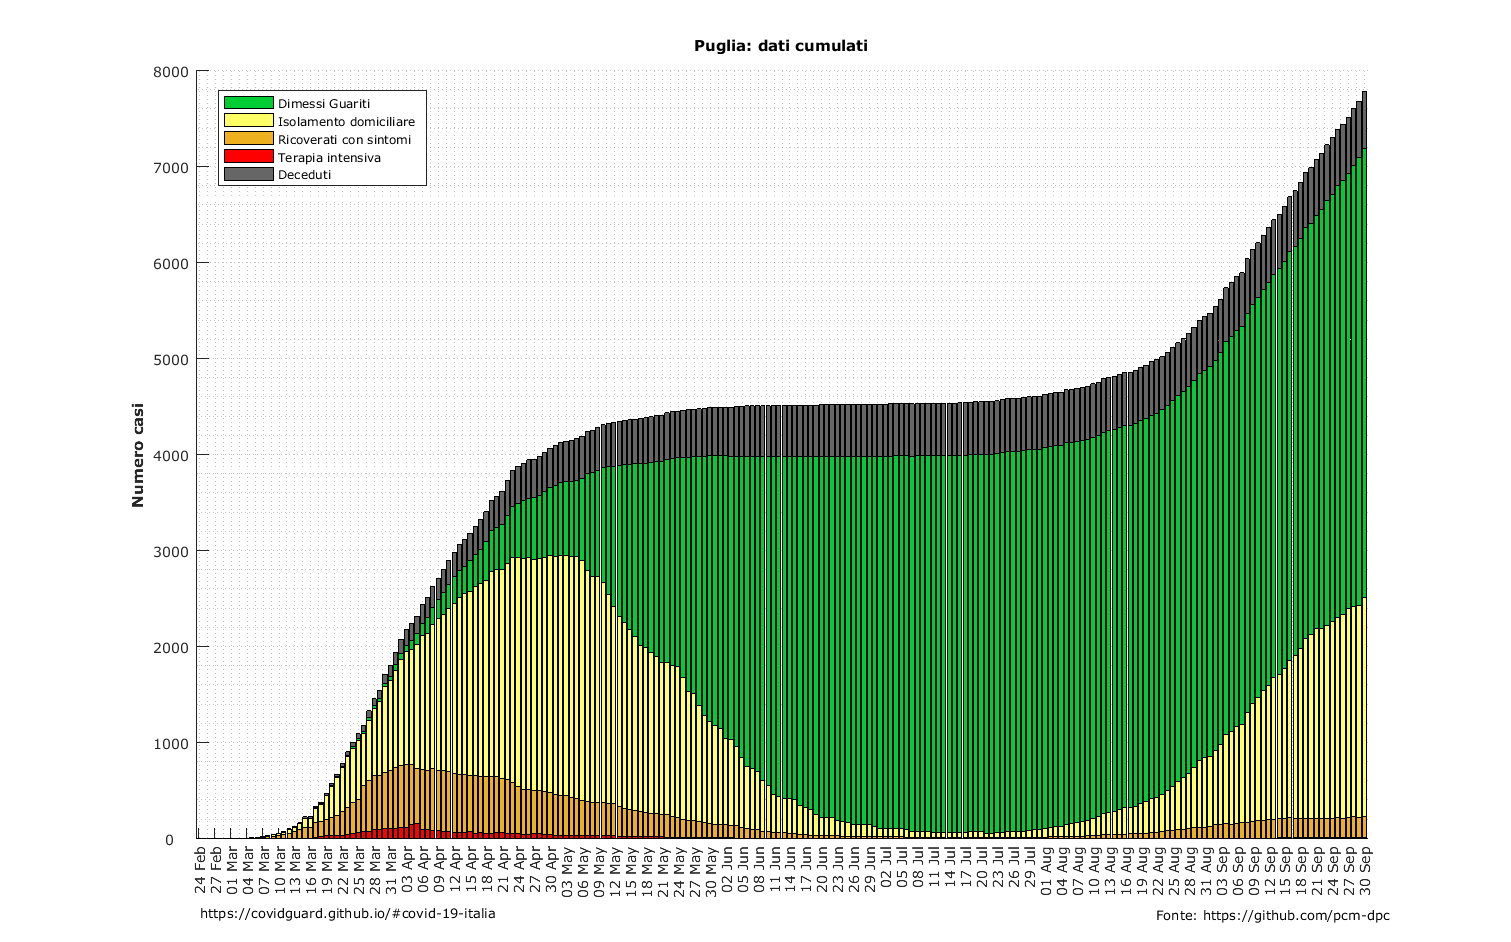 Puglia: dati cumulati
8000
7000
6000
5000
4000
3000
2000
1000
0
Numero casi
Dimessi Guariti
Isolamento domiciliare
Ricoverati con sintomi
Terapia intensiva
Deceduti
24 Feb
27 Feb
01 Mar
04 Mar
07 Mar
10 Mar
13 Mar
16 Mar
19 Mar
22 Mar
25 Mar
28 Mar
31 Mar
03 Apr
06 Apr
09 Apr
12 Apr
15 Apr
18 Apr
21 Apr
24 Apr
27 Apr
30 Apr
03 May
06 May
09 May
12 May
15 May
18 May
21 May
24 May
27 May
30 May
02 Jun
05 Jun
08 Jun
11 Jun
14 Jun
17 Jun
20 Jun
23 Jun
26 Jun
29 Jun
02 Jul
05 Jul
08 Jul
11 Jul
14 Jul
17 Jul
20 Jul
23 Jul
26 Jul
29 Jul
01 Aug
04 Aug
07 Aug
10 Aug
13 Aug
16 Aug
19 Aug
22 Aug
25 Aug
28 Aug
31 Aug
03 Sep
06 Sep
09 Sep
12 Sep
15 Sep
18 Sep
21 Sep
24 Sep
27 Sep
30 Sep
https://covidguard.github.io/#covid-19-italia
Fonte: https://github.com/pcm-dpc